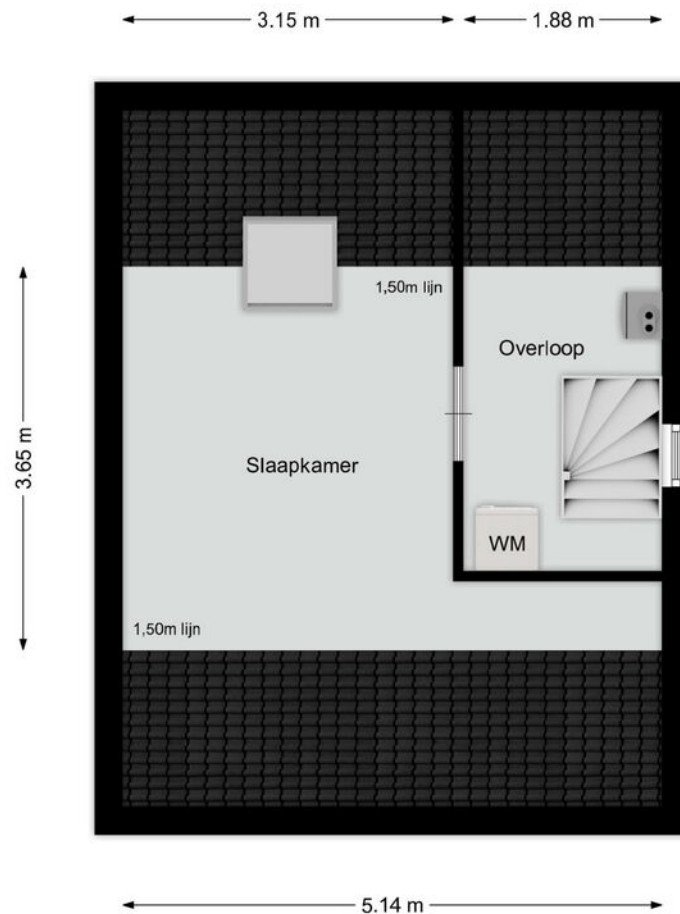 3.15 m
1.88 m
1,50m lijn
Overloop
3.65 m
Slaapkamer
WM
1,50m lijn
5.14 m